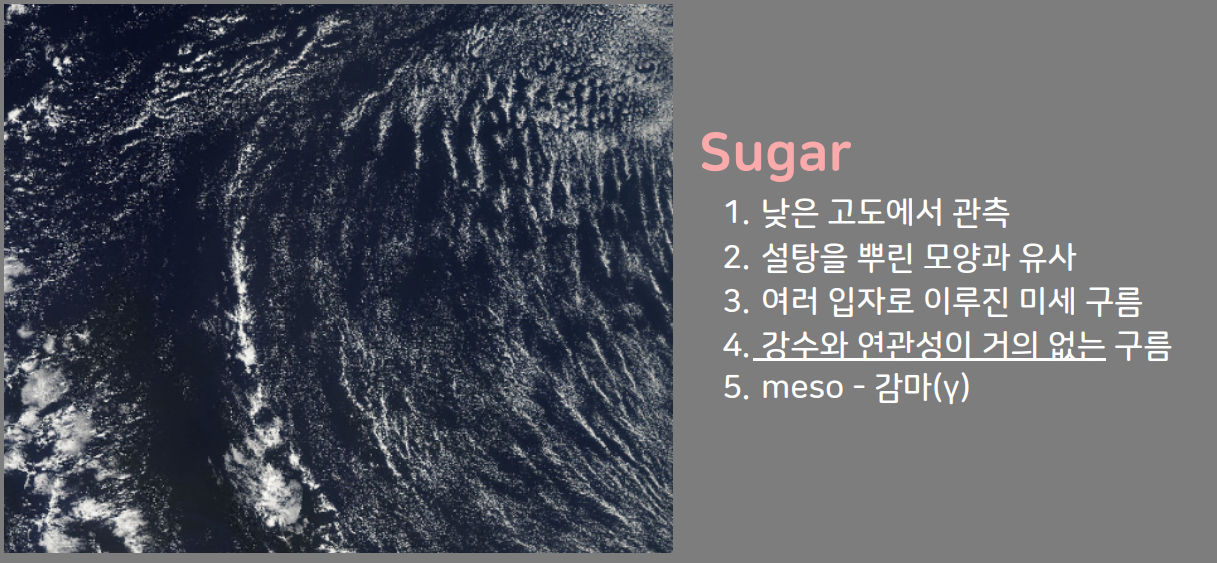 Sugar
1. 낮은 고도에서 관측
2. 설탕을 뿌린 모양과 유사
3. 여러 입자로 이루진 미세 구름
4. 강수와 연관성이 거의 없는 구름
5. meso - 감마(γ)